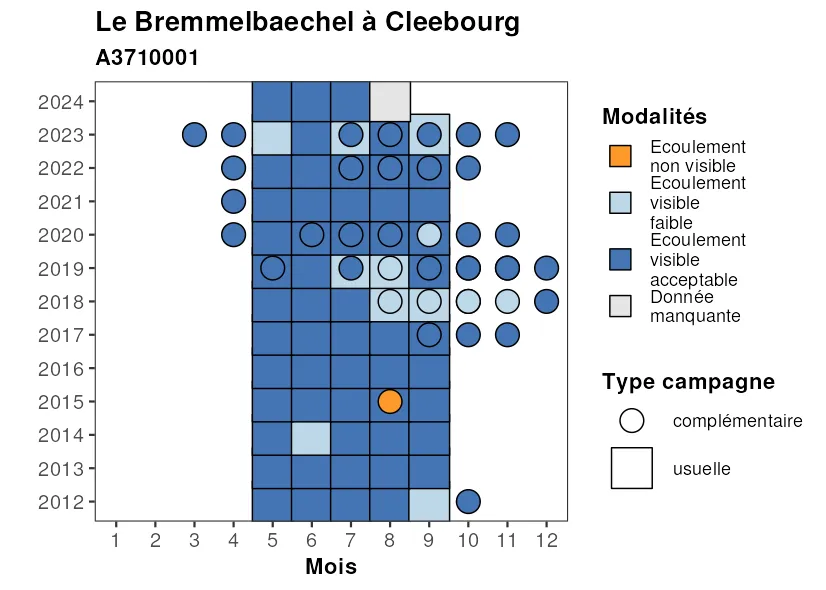 Le Bremmelbaechel à Cleebourg
A3710001
2024
2023
2022
2021
2020
2019
2018
2017
2016
2015
2014
2013
2012
1 2 3 4 5 6 7 8 9 10 11 12
Mois
Modalités
Ecoulement
non visible
Ecoulement
visible
faible
Ecoulement
visible
acceptable
Donnée
manquante
Type campagne
complémentaire
usuelle